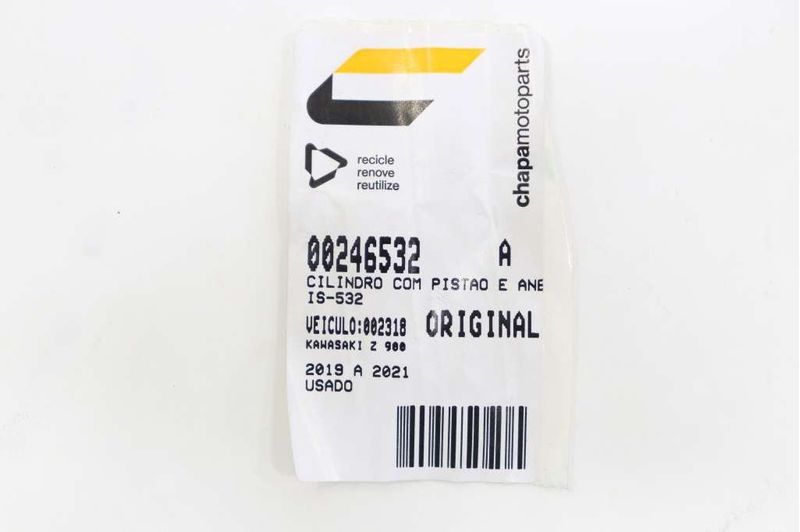 chapamotoparts
recicle
renove
reutilize
00246532 A
CILINDRO COM PISTAO E ANE
IS-532
VEICULO:002318 ORIGINAL
KAWASAKI Z 900
2019 A 2021
USADO